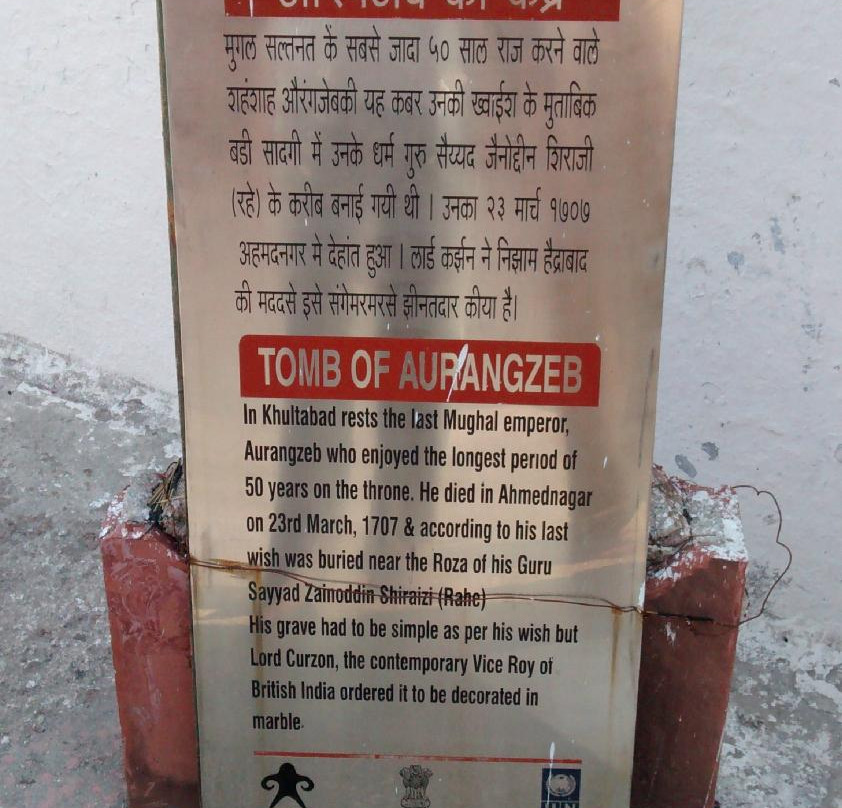 मुगल सल्तनत कें सबसे जादा ५० साल राज करने वाले
शहंशाह औरंगजेबकी यह कबर उनकी ख्वाईश के मुताबिक
बडी सादगी में उनके धर्म गुरु सैय्यद जैनोद्दीन शिराजी
(रहे) के करीब बनाई गयी थी । उनका २३ मार्च १७०७
अहमदनगर मे देहांत हुआ । लार्ड कर्झन ने निझाम हैद्राबाद
की मददसे इसे संगेमरमरसे झीनतदार कीया है।
TOMB OF AURANGZEB
In Khultabad rests the last Mughal emperor,
Aurangzeb who enjoyed the longest period of
50 years on the throne. He died in Ahmednagar
on 23rd March, 1707 & according to his last
wish was buried near the Roza of his Guru
Sayyad Zainoddin Shiraizi (Rahe)
His grave had to be simple as per his wish but
Lord Curzon, the contemporary Vice Roy of
British India ordered it to be decorated in
marble.